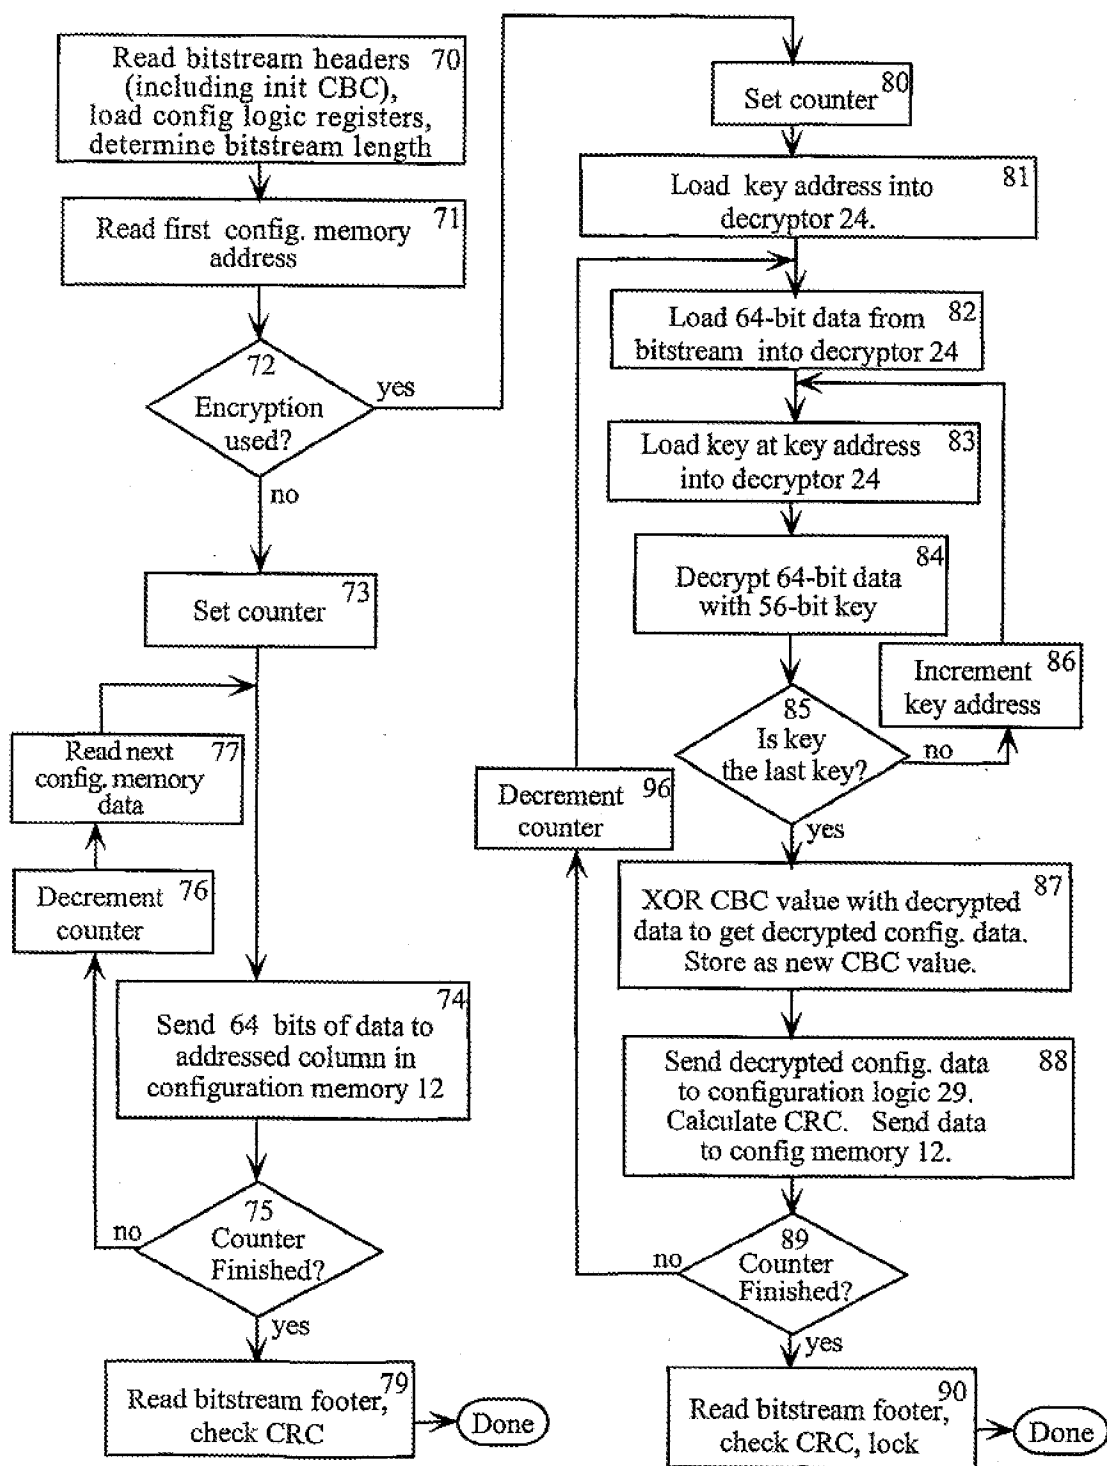 Read bitstream headers 70
(including init CBC),
load config logic registers,
determine bitstream length
Read first config. memory 71
address
72
Encryption
used?
yes
no
Set counter 73
Read next 77
config. memory
data
Decrement 76
counter
Send 64 bits of data to 74
addressed column in
configuration memory 12
75
Counter
Finished?
no
yes
Read bitstream footer, 79
check CRC
Done
Set counter 80
Load key address into 81
decryptor 24.
Load 64-bit data from 82
bitstream into decryptor 24
Load key at key address 83
into decryptor 24
84
Decrypt 64-bit data
with 56-bit key
85
Is key
the last key?
no
yes
Increment 86
key address
Decrement 96
counter
XOR CBC value with decrypted 87
data to get decrypted config. data.
Store as new CBC value.
Send decrypted config. data 88
to configuration logic 29.
Calculate CRC. Send data
to config memory 12.
89
Counter
Finished?
no
yes
90
Read bitstream footer,
check CRC, lock
Done